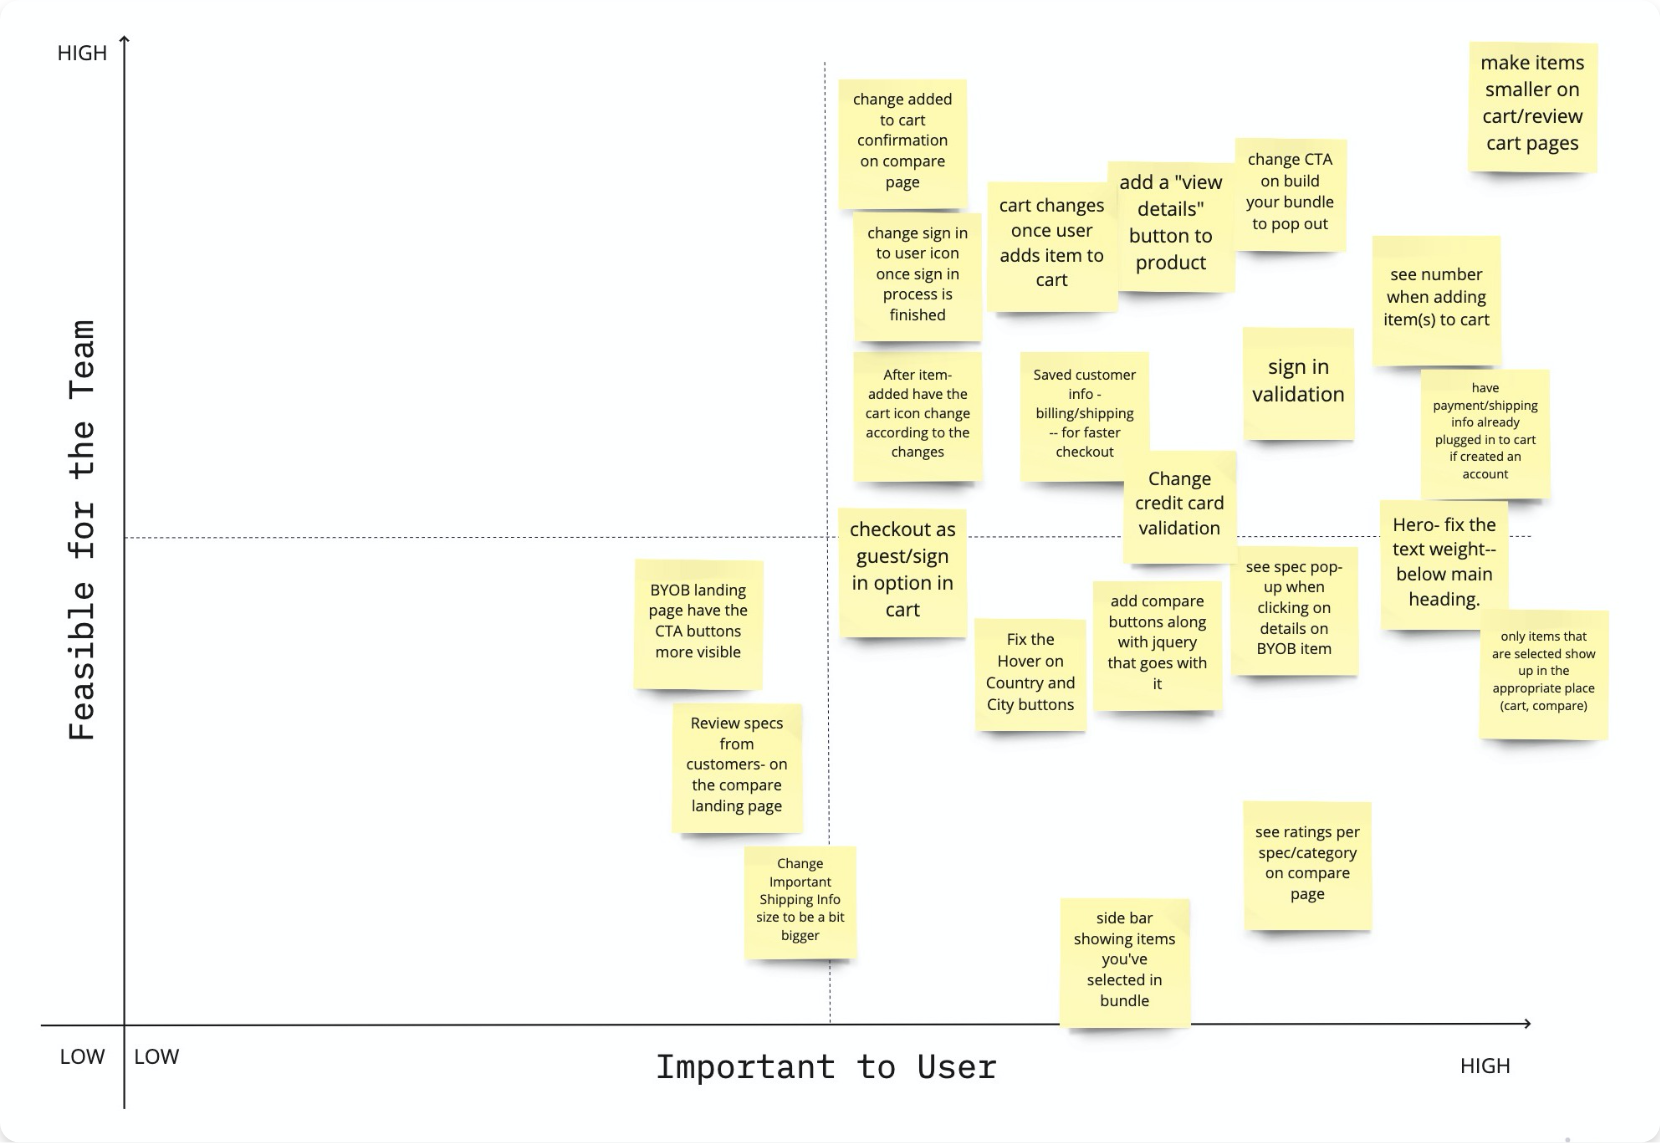 HIGH
Feasible for the Team
make items
smaller on
cart/review
cart pages
change added
to cart
confirmation
on compare
page
change CTA
on build
your bundle
to pop out
add a "view
details"
button to
product
cart changes
once user
adds item to
cart
change sign in
to user icon
once sign in
process is
finished
see number
when adding
item(s) to cart
sign in
validation
After item-
added have the
cart icon change
according to the
changes
Saved customer
info -
billing/shipping
-- for faster
checkout
have
payment/shipping
info already
plugged in to cart
if created an
account
Change
credit card
validation
checkout as
guest/sign
in option in
cart
Hero- fix the
text weight--
below main
heading.
see spec pop-
up when
clicking on
details on
BYOB item
BYOB landing
page have the
CTA buttons
more visible
add compare
buttons along
with jquery
that goes with
it
Fix the
Hover on
Country and
City buttons
only items that
are selected show
up in the
appropriate place
(cart, compare)
Review specs
from
customers- on
the compare
landing page
see ratings per
spec/category
on compare
page
Change
Important
Shipping Info
size to be a bit
bigger
side bar
showing items
you've
selected in
bundle
LOW
LOW
Important to User
HIGH